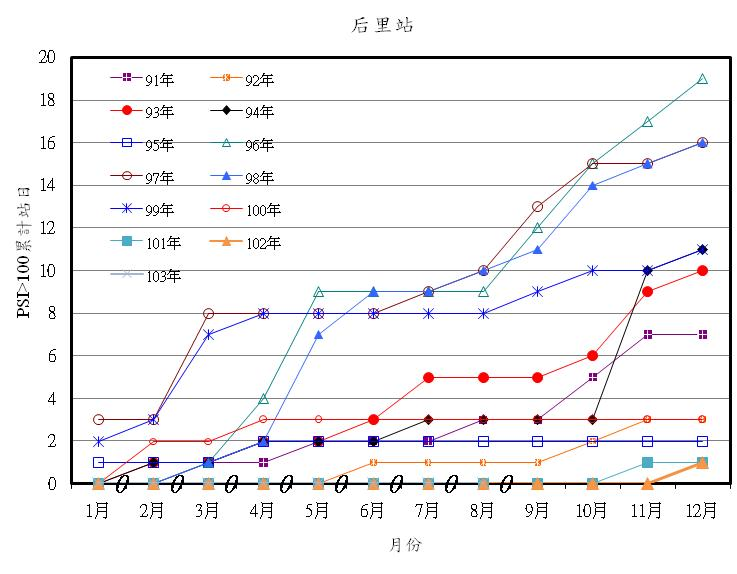 后里站
PSI>100累計站日
20
18
16
14
12
10
8
6
4
2
0
91年 92年
93年 94年
95年 96年
97年 98年
99年 100年
101年 102年
103年
0 0 0 0 0 0 0 0
1月 2月 3月 4月 5月 6月 7月 8月 9月 10月 11月 12月
月份